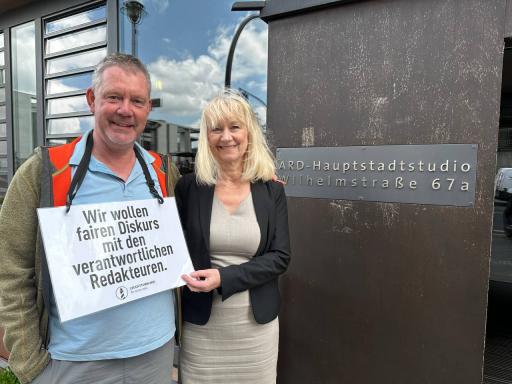 Wir wollen
fairen Diskurs
mit den
verantwortlichen
Redakteuren.
ARD-Hauptstadtstudio
Wilhelmstraße 67a